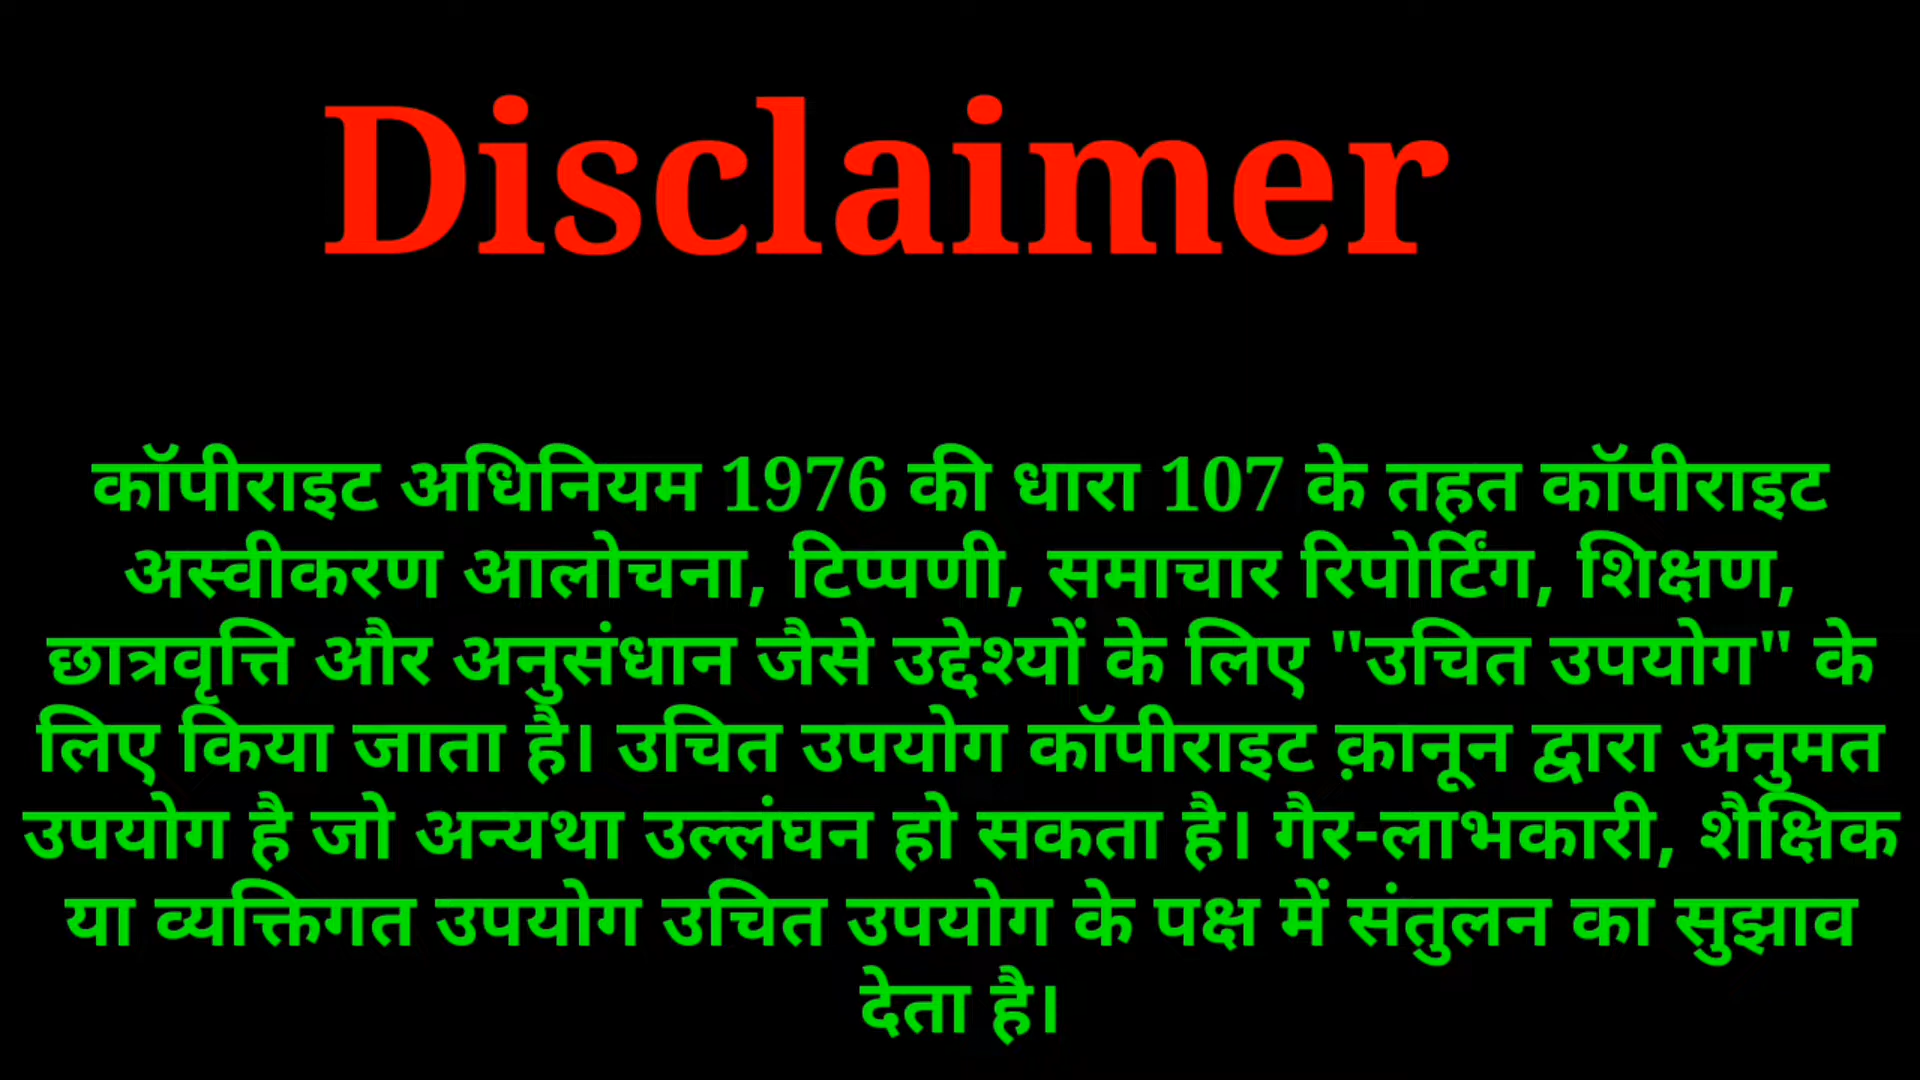 Disclaimer
कॉपीराइट अधिनियम 1976 की धारा 107 के तहत कॉपीराइट
अस्वीकरण आलोचना, टिप्पणी, समाचार रिपोर्टिंग, शिक्षण,
छात्रवृत्ति और अनुसंधान जैसे उद्देश्यों के लिए "उचित उपयोग" के
लिए किया जाता है। उचित उपयोग कॉपीराइट क़ानून द्वारा अनुमत
उपयोग है जो अन्यथा उल्लंघन हो सकता है। गैर-लाभकारी, शैक्षिक
या व्यक्तिगत उपयोग उचित उपयोग के पक्ष में संतुलन का सुझाव
देता है।